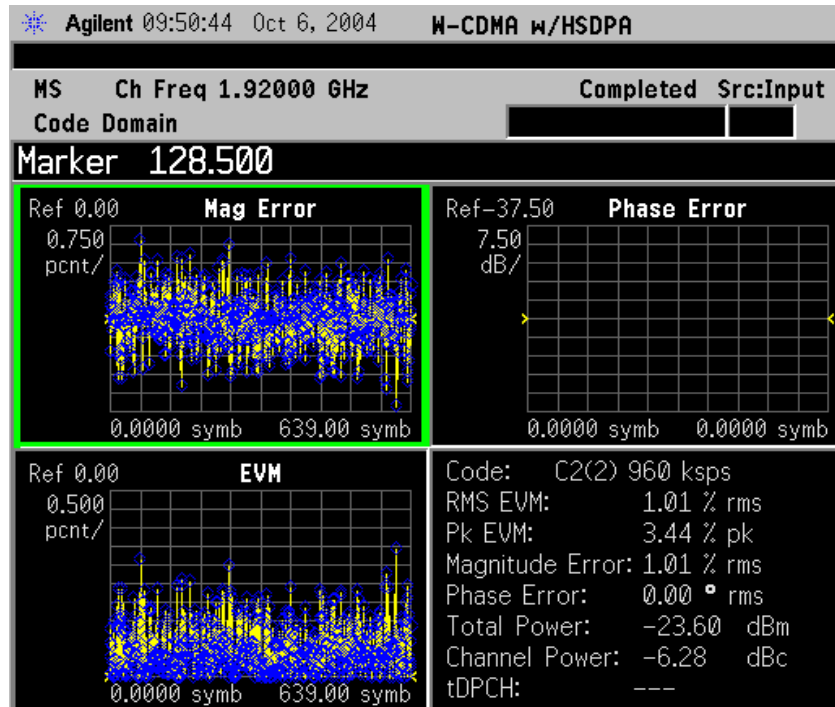 Agilent 09:50:44 Oct 6, 2004 W-CDMA w/HSDPA
MS Ch Freq 1.92000 GHz Completed Src:Input
Code Domain
Marker 128.500
Ref 0.00 Mag Error
0.750
pcnt/
0.0000 symb 639.00 symb
Ref-37.50 Phase Error
7.50
dB/
0.0000 symb 0.0000 symb
Ref 0.00 EVM
0.500
pcnt/
0.0000 symb 639.00 symb
Code: C2(2) 960 ksps
RMS EVM: 1.01 % rms
Pk EVM: 3.44 % pk
Magnitude Error: 1.01 % rms
Phase Error: 0.00 ° rms
Total Power: -23.60 dBm
Channel Power: -6.28 dBc
tDPCH: ---